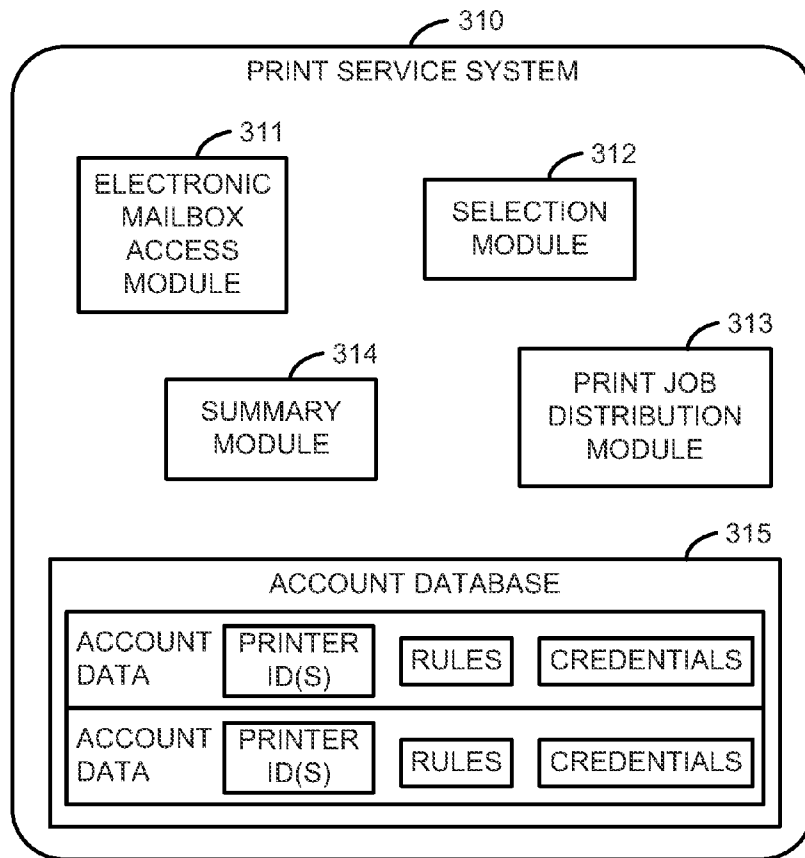 310
PRINT SERVICE SYSTEM
311
ELECTRONIC
MAILBOX
ACCESS
MODULE
312
SELECTION
MODULE
314
SUMMARY
MODULE
313
PRINT JOB
DISTRIBUTION
MODULE
315
ACCOUNT DATABASE
ACCOUNT
DATA
PRINTER
ID(S)
RULES
CREDENTIALS
ACCOUNT
DATA
PRINTER
ID(S)
RULES
CREDENTIALS